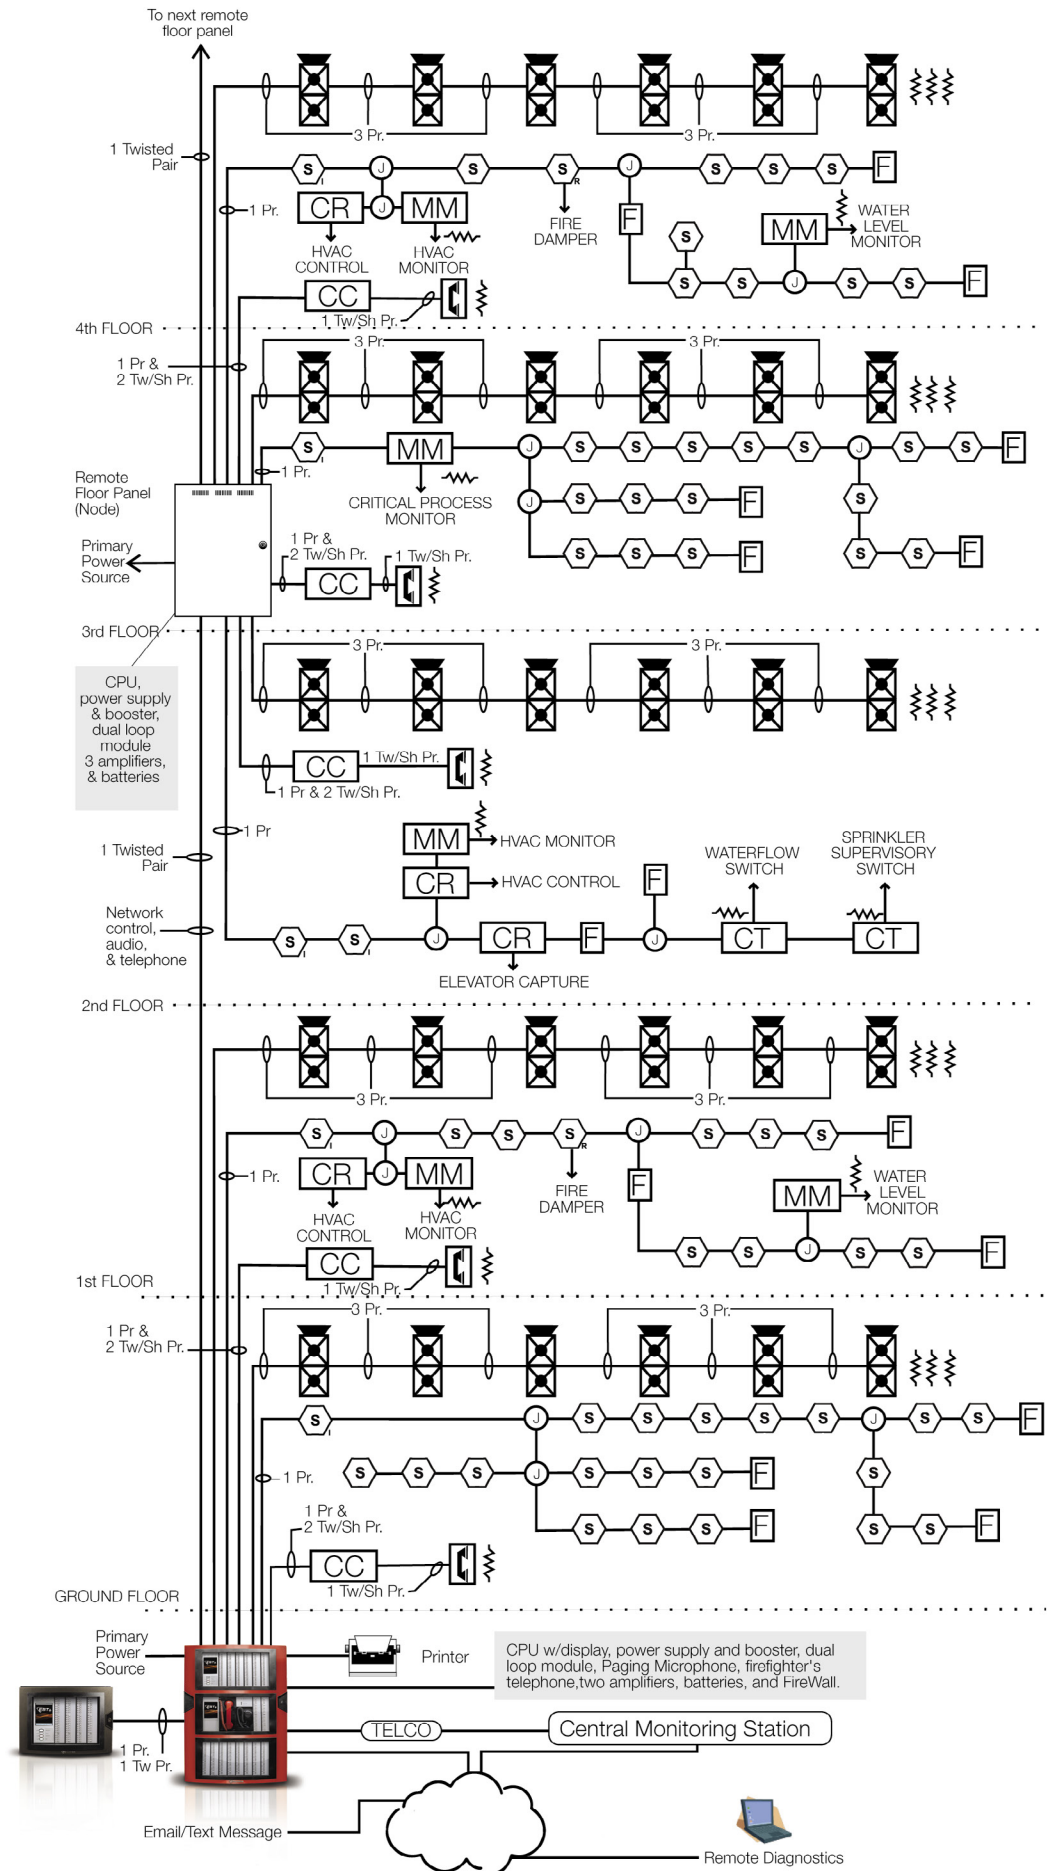 To next remote
floor panel
3 Pr.
3 Pr.
1 Twisted
Pair
S I
J
S
S R
J
S
S
S
F
1 Pr.
CR
J
MM
F
HVAC
CONTROL
HVAC
MONITOR
FIRE
DAMPER
S
MM
WATER
LEVEL
MONITOR
CC
1 Tw/Sh Pr.
S
S
J
S
S
F
4th FLOOR
3 Pr.
3 Pr.
1 Pr &
2 Tw/Sh Pr.
S I
MM
J
S
S
S
S
S
J
S
S
F
1 Pr.
CRITICAL PROCESS
MONITOR
J
S
S
S
F
S
Remote
Floor Panel
(Node)
Primary
Power
Source
1 Pr &
2 Tw/Sh Pr.
1 Tw/Sh Pr.
CC
S
S
S
F
S
S
F
3rd FLOOR
3 Pr.
3 Pr.
CPU,
power supply
& booster,
dual loop
module
3 amplifiers,
& batteries
CC
1 Tw/Sh Pr.
1 Pr & 2 Tw/Sh Pr.
1 Pr
1 Twisted
Pair
MM
HVAC MONITOR
CR
HVAC CONTROL
F
WATERFLOW
SWITCH
SPRINKLER
SUPERVISORY
SWITCH
Network
control,
audio,
& telephone
S I
S I
J
CR
F
J
CT
CT
ELEVATOR CAPTURE
2nd FLOOR
3 Pr.
3 Pr.
S I
J
S
S
S R
J
S
S
S
F
1 Pr.
CR
J
MM
F
HVAC
CONTROL
HVAC
MONITOR
FIRE
DAMPER
MM
WATER
LEVEL
MONITOR
CC
1 Tw/Sh Pr.
S
S
J
S
S
F
1st FLOOR
3 Pr.
3 Pr.
1 Pr &
2 Tw/Sh Pr.
S I
J
S
S
S
S
S
J
S
S
F
1 Pr.
S
S
S
J
S
S
S
F
S
1 Pr &
2 Tw/Sh Pr.
S
S
S
F
S
S
F
CC
1 Tw/Sh Pr.
GROUND FLOOR
Primary
Power
Source
Printer
CPU w/display, power supply and booster, dual
loop module, Paging Microphone, firefighter's
telephone,two amplifiers, batteries, and FireWall.
TELCO
Central Monitoring Station
1 Pr.
1 Tw Pr.
Email/Text Message
Remote Diagnostics